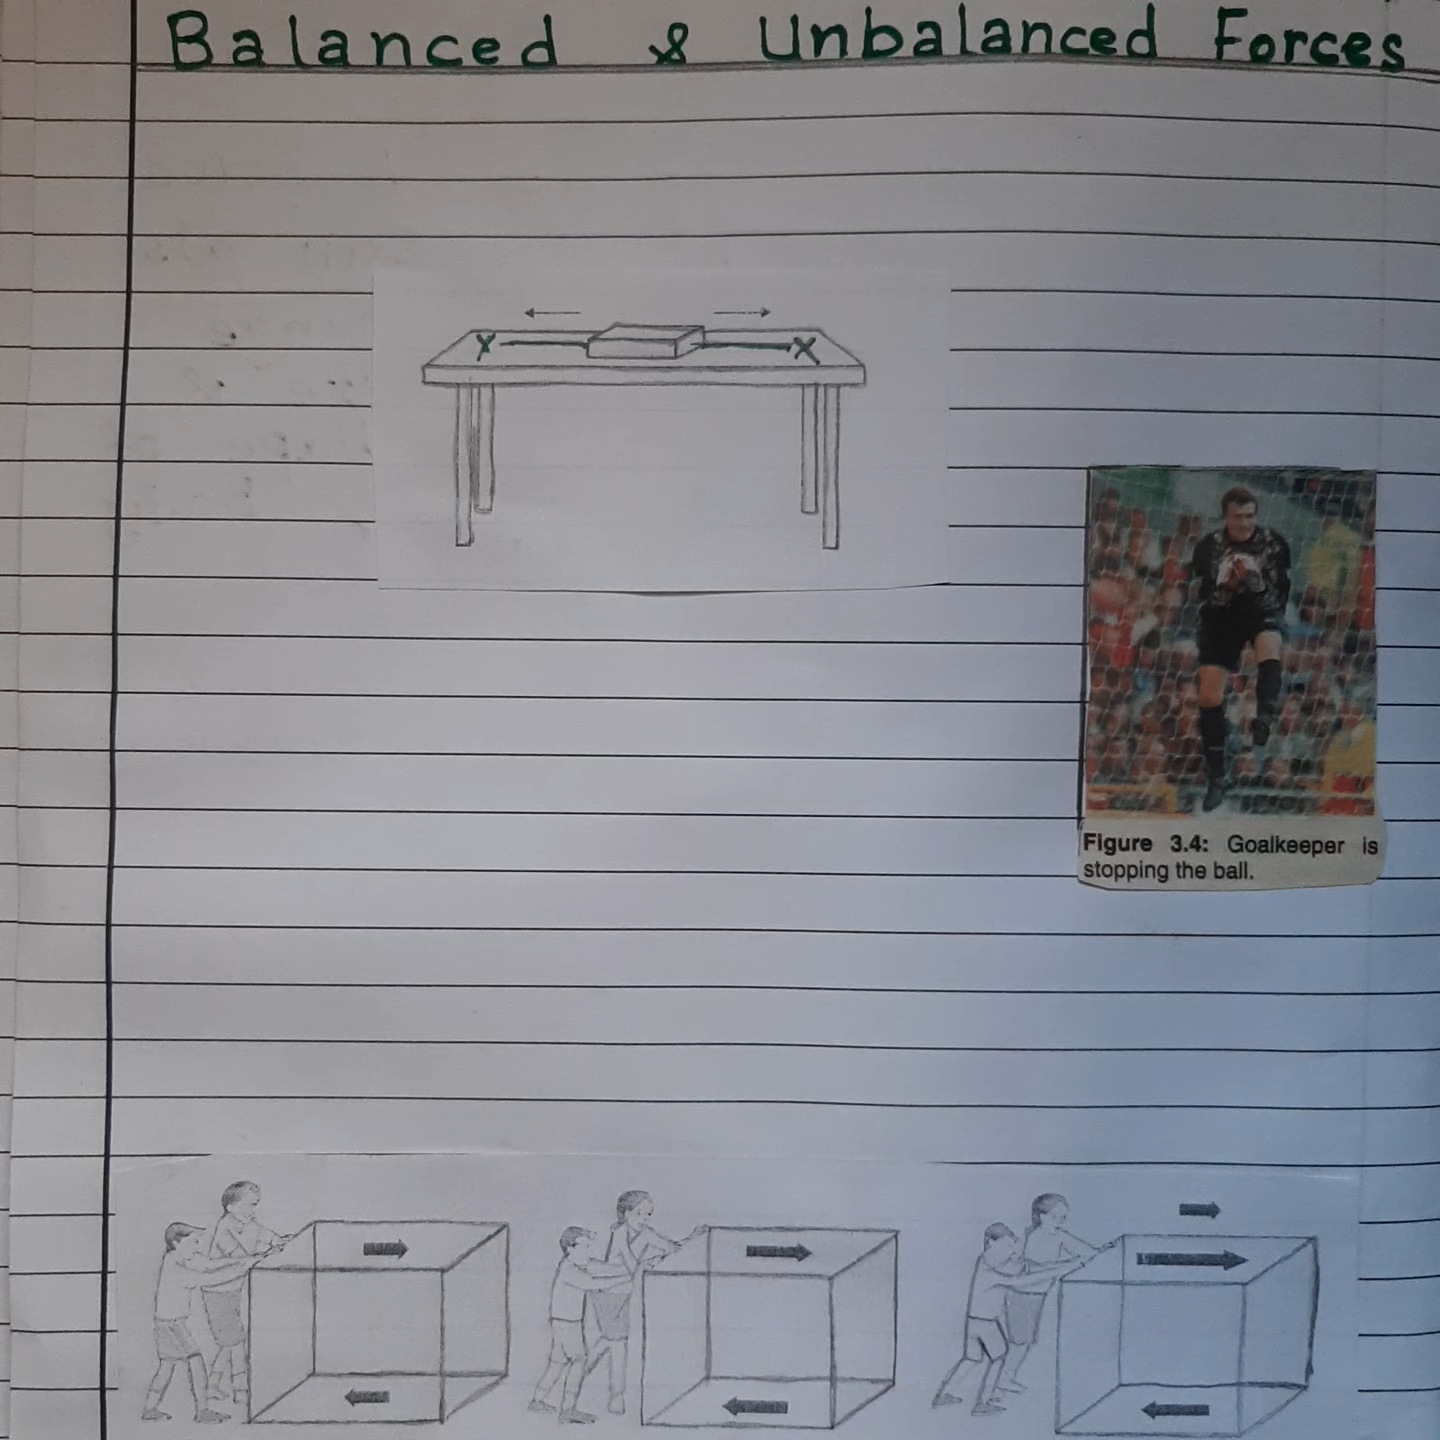 Balanced & Unbalanced Forces
X X
Figure 3.4: Goalkeeper is
stopping the ball.